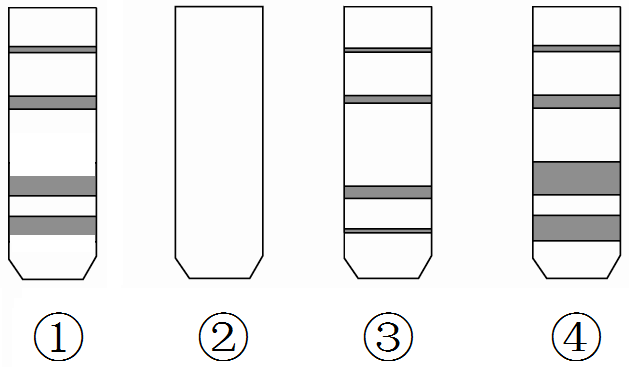 ① ② ③ ④